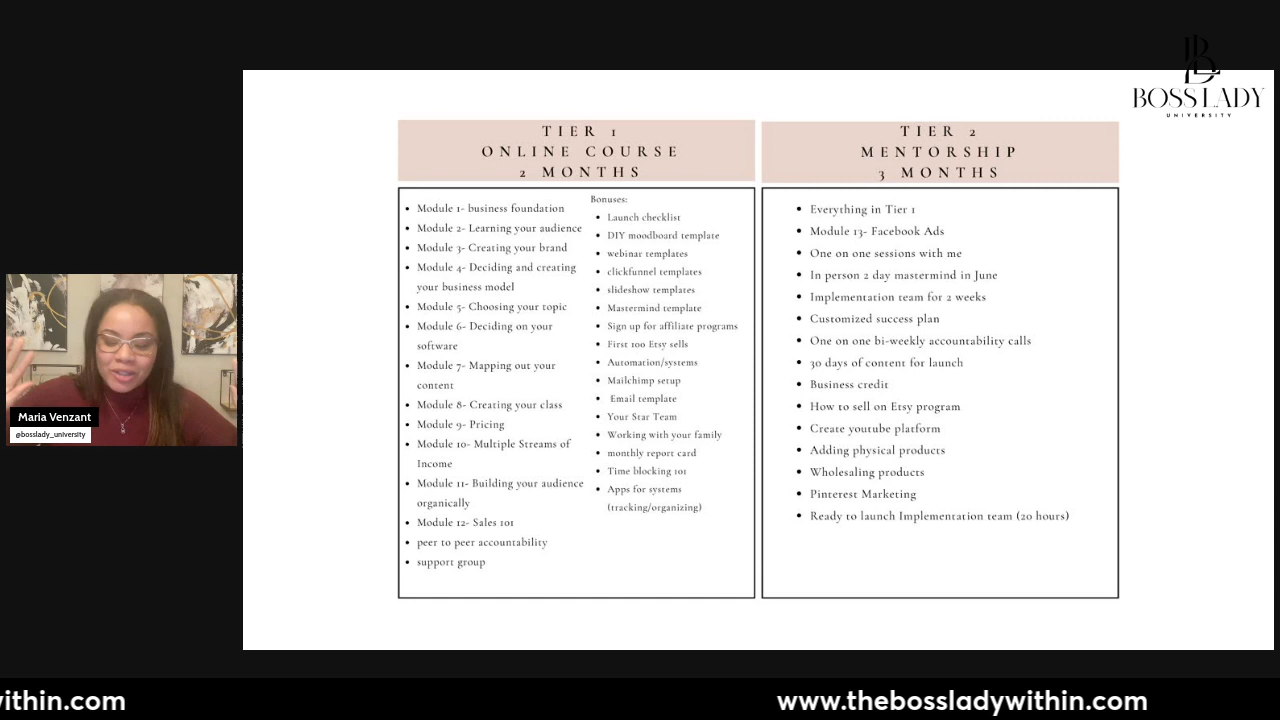 BL
BOSS LADY
UNIVERSITY
TIER 1
ONLINE COURSE
2 MONTHS
Module 1- business foundation
Module 2- Learning your audience
Module 3- Creating your brand
Module 4- Deciding and creating
your business model
Module 5- Choosing your topic
Module 6- Deciding on your
software
Module 7- Mapping out your
content
Module 8- Creating your class
Module 9- Pricing
Module 10- Multiple Streams of
Income
Module 11- Building your audience
organically
Module 12- Sales 101
peer to peer accountability
support group
Bonuses:
Launch checklist
DIY moodboard template
webinar templates
clickfunnel templates
slideshow templates
Mastermind template
Sign up for affiliate programs
First 100 Etsy sells
Automation/systems
Mailchimp setup
Email template
Your Star Team
Working with your family
monthly report card
Time blocking 101
Apps for systems
(tracking/organizing)
TIER 2
MENTORSHIP
3 MONTHS
Everything in Tier 1
Module 13- Facebook Ads
One on one sessions with me
In person 2 day mastermind in June
Implementation team for 2 weeks
Customized success plan
One on one bi-weekly accountability calls
30 days of content for launch
Business credit
How to sell on Etsy program
Create youtube platform
Adding physical products
Wholesaling products
Pinterest Marketing
Ready to launch Implementation team (20 hours)
Maria Venzant
@bosslady_university
ithin.com
www.thebossladywithin.com